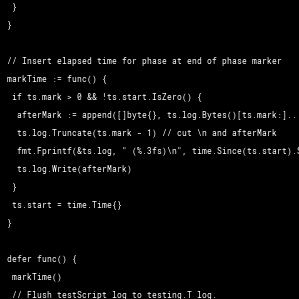 }
}
// Insert elapsed time for phase at end of phase marker
markTime := func() {
if ts.mark > 0 && !ts.start.IsZero() {
afterMark := append([]byte{}, ts.log.Bytes()[ts.mark:]..
ts.log.Truncate(ts.mark - 1) // cut \n and afterMark
fmt.Fprintf(&ts.log, " (%.3fs)\n", time.Since(ts.start).S
ts.log.Write(afterMark)
}
ts.start = time.Time{}
}
defer func() {
markTime()
// Flush testScript log to testing.T log.